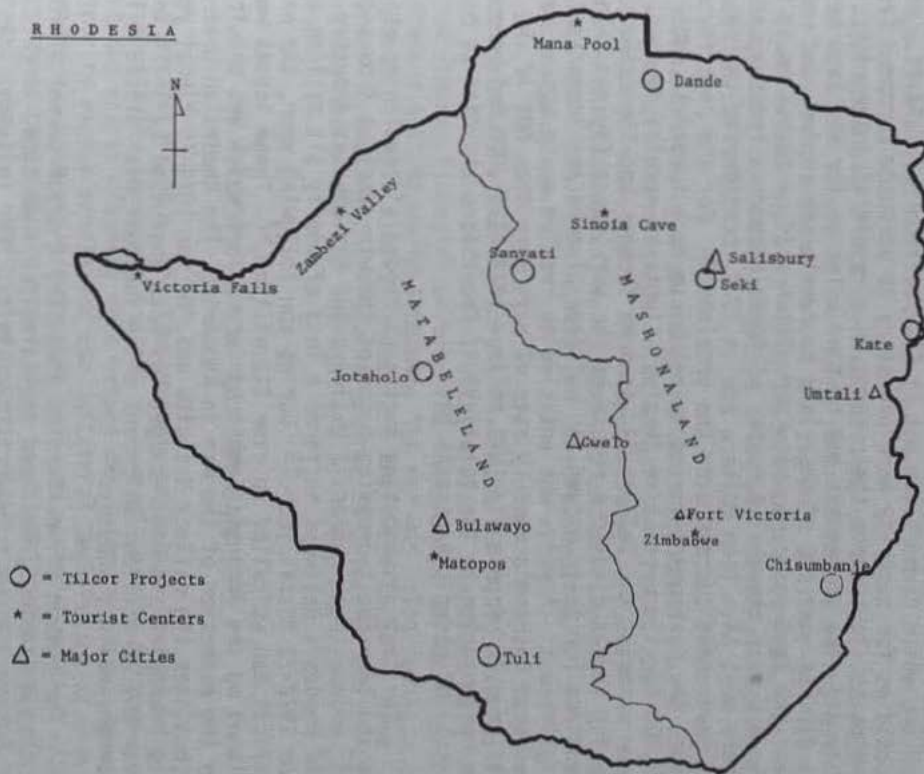 R H O D E S I A
N
Mana Pool
Dande
Zambezi Valley
Sinoia Cave
Sanyati
Salisbury
Seki
Victoria Falls
MATABELELAND
MASHONALAND
Kate
Jotsholo
Umtali
Gwelo
Fort Victoria
Bulawayo
Zimbabwe
Matopos
Chisumbanje
= Tilcor Projects
* = Tourist Centers
= Major Cities
Tuli